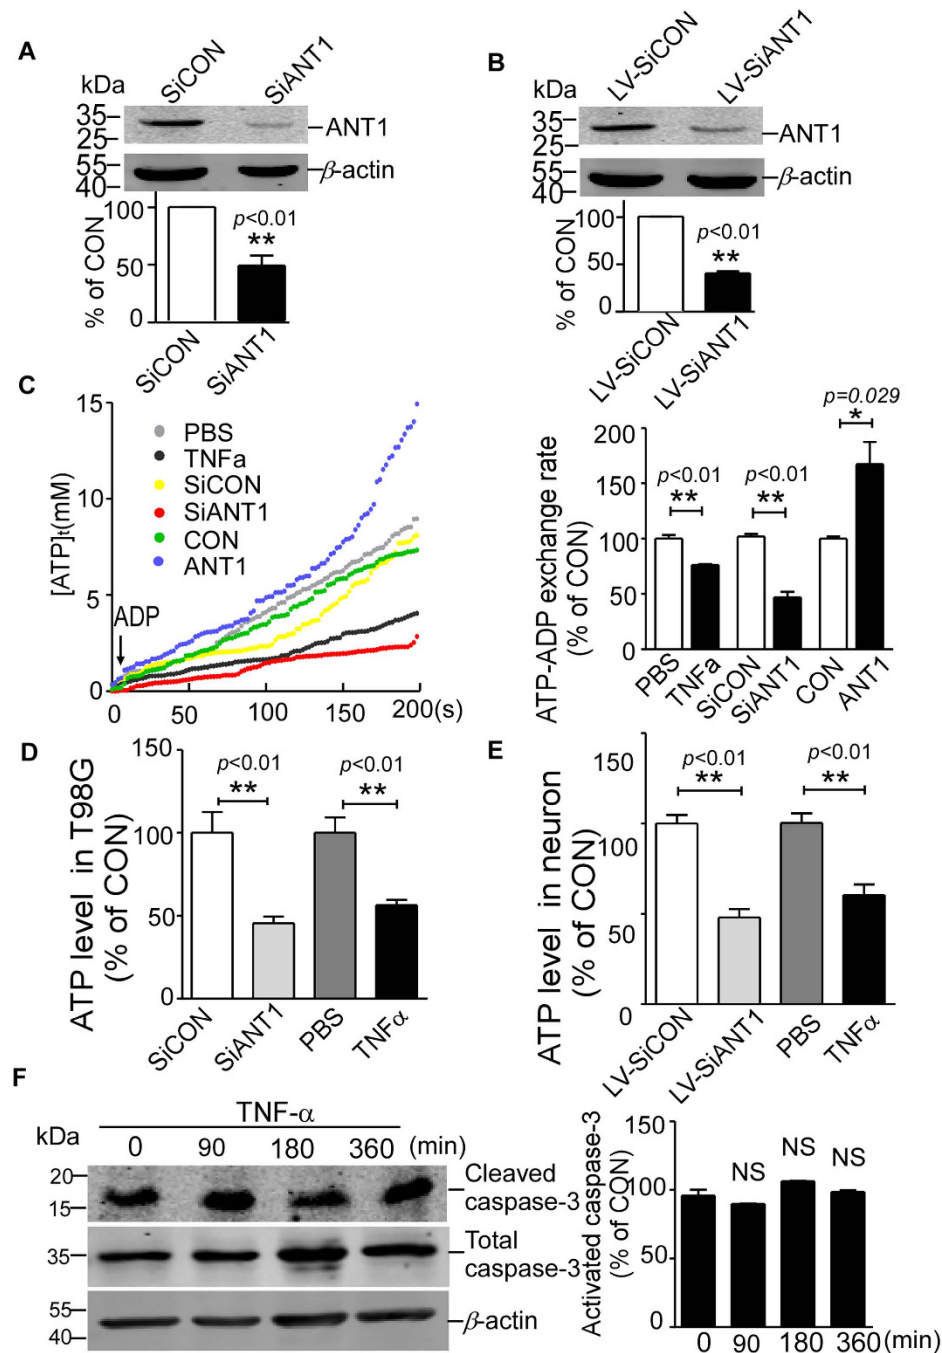 A
SiCON
SiANT1
kDa
35
25
ANT1
55
40
β-actin
% of CON
100
50
0
p<0.01
**
SiCON
SiANT1
B
LV-SiCON
LV-SiANT1
kDa
35
25
ANT1
55
40
β-actin
% of CON
100
50
0
p<0.01
**
LV-SiCON
LV-SiANT1
C
[ATP]t(mM)
15
10
5
0
PBS
TNFa
SiCON
SiANT1
CON
ANT1
ADP
0 50 100 150 200(s)
ATP-ADP exchange rate
(% of CON)
200
150
100
50
0
p<0.01
**
p<0.01
**
p=0.029
*
PBS
TNFa
SiCON
SiANT1
CON
ANT1
D
ATP level in T98G
(% of CON)
150
100
50
0
p<0.01
**
p<0.01
**
SiCON
SiANT1
PBS
TNFα
E
ATP level in neuron
(% of CON)
150
100
50
0
p<0.01
**
p<0.01
**
LV-SiCON
LV-SiANT1
PBS
TNFα
F
TNF-α
kDa
0 90 180 360 (min)
20
15
Cleaved
caspase-3
35
Total
caspase-3
55
40
β-actin
Activated caspase-3
(% of CON)
150
100
50
0
NS
NS
NS
0 90 180 360 (min)